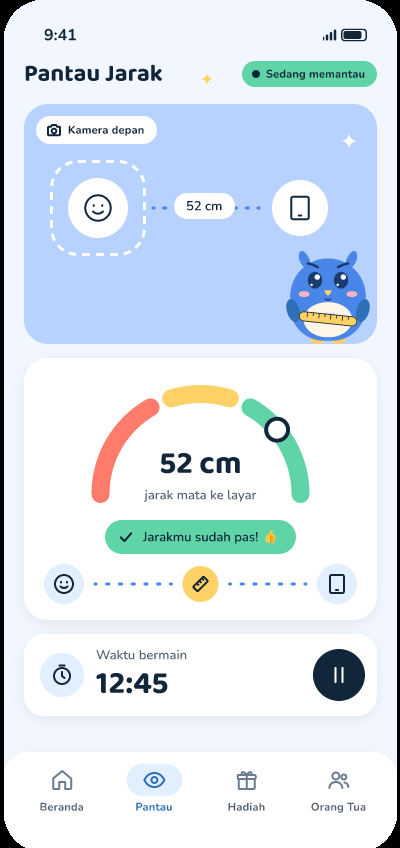 9:41
Pantau Jarak
Sedang memantau
Kamera depan
52 cm
52 cm
jarak mata ke layar
Jarakmu sudah pas! 👍
Waktu bermain
12:45
Beranda
Pantau
Hadiah
Orang Tua